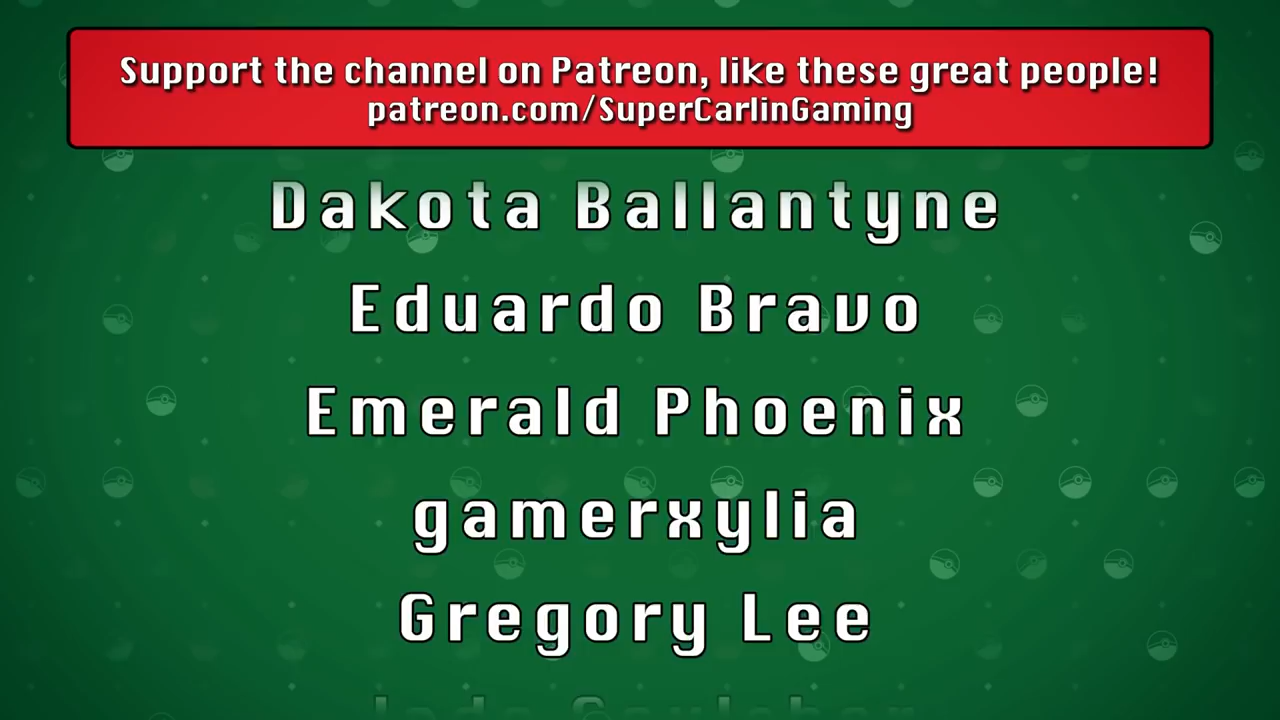 Support the channel on Patreon, like these great people!
patreon.com/SuperCarlinGaming
Dakota Ballantyne
Eduardo Bravo
Emerald Phoenix
gamerxylia
Gregory Lee